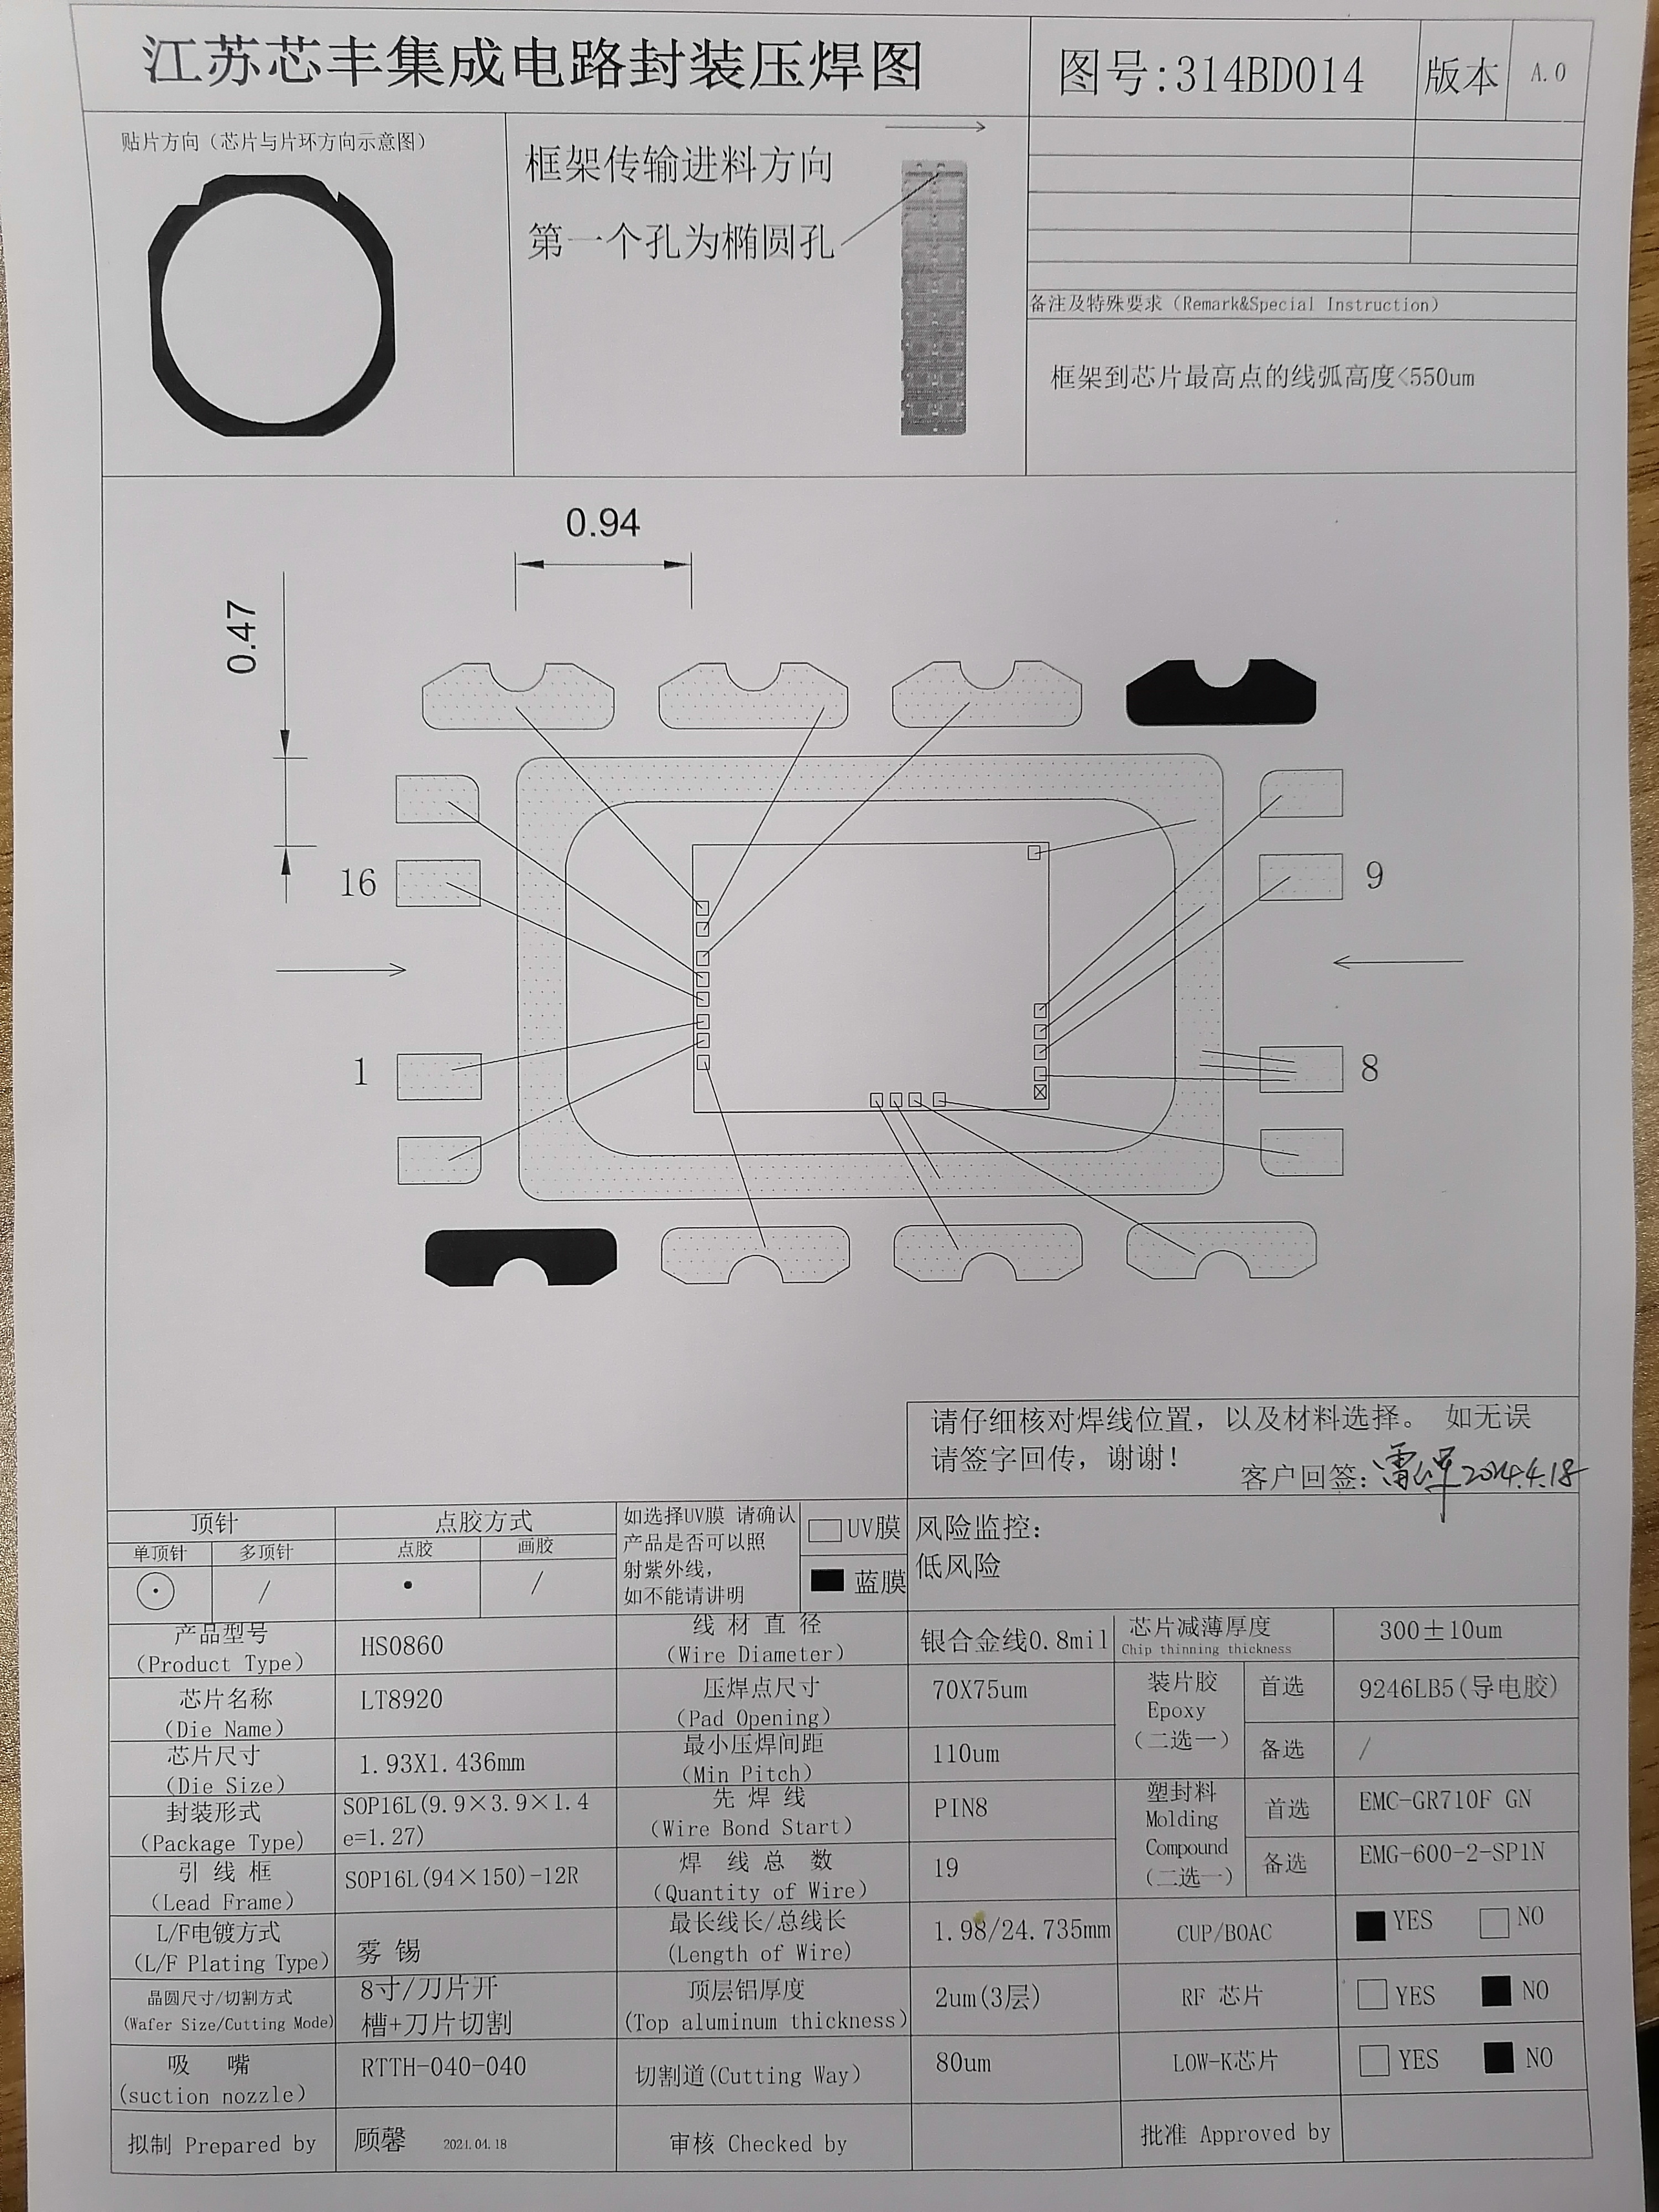 江苏芯丰集成电路封装压焊图
图号:314BD014
版本
A.0
贴片方向（芯片与片环方向示意图）
框架传输进料方向
第一个孔为椭圆孔
备注及特殊要求（Remark&Special Instruction）
框架到芯片最高点的线弧高度<550um
0.94
0.47
16
9
1
8
请仔细核对焊线位置，以及材料选择。 如无误
请签字回传，谢谢！
客户回签:
顶针
点胶方式
单顶针
多顶针
点胶
画胶
/
/
如选择UV膜 请确认
产品是否可以照
射紫外线，
如不能请讲明
UV膜
蓝膜
风险监控:
低风险
产品型号
(Product Type)
HS0860
线材直径
(Wire Diameter)
银合金线0.8mil
芯片减薄厚度
Chip thinning thickness
300±10um
芯片名称
(Die Name)
LT8920
压焊点尺寸
(Pad Opening)
70X75um
装片胶
Epoxy
(二选一)
首选
9246LB5(导电胶)
芯片尺寸
(Die Size)
1.93X1.436mm
最小压焊间距
(Min Pitch)
110um
备选
/
封装形式
(Package Type)
SOP16L(9.9×3.9×1.4
e=1.27)
先焊线
(Wire Bond Start)
PIN8
塑封料
Molding
Compound
(二选一)
首选
EMC-GR710F GN
引线框
(Lead Frame)
SOP16L(94×150)-12R
焊线总数
(Quantity of Wire)
19
备选
EMG-600-2-SP1N
L/F电镀方式
(L/F Plating Type)
雾锡
最长线长/总线长
(Length of Wire)
1.98/24.735mm
CUP/BOAC
YES
NO
晶圆尺寸/切割方式
(Wafer Size/Cutting Mode)
8寸/刀片开
槽+刀片切割
顶层铝厚度
(Top aluminum thickness)
2um(3层)
RF 芯片
YES
NO
吸嘴
(suction nozzle)
RTTH-040-040
切割道(Cutting Way)
80um
LOW-K芯片
YES
NO
拟制 Prepared by
顾馨
审核 Checked by
批准 Approved by